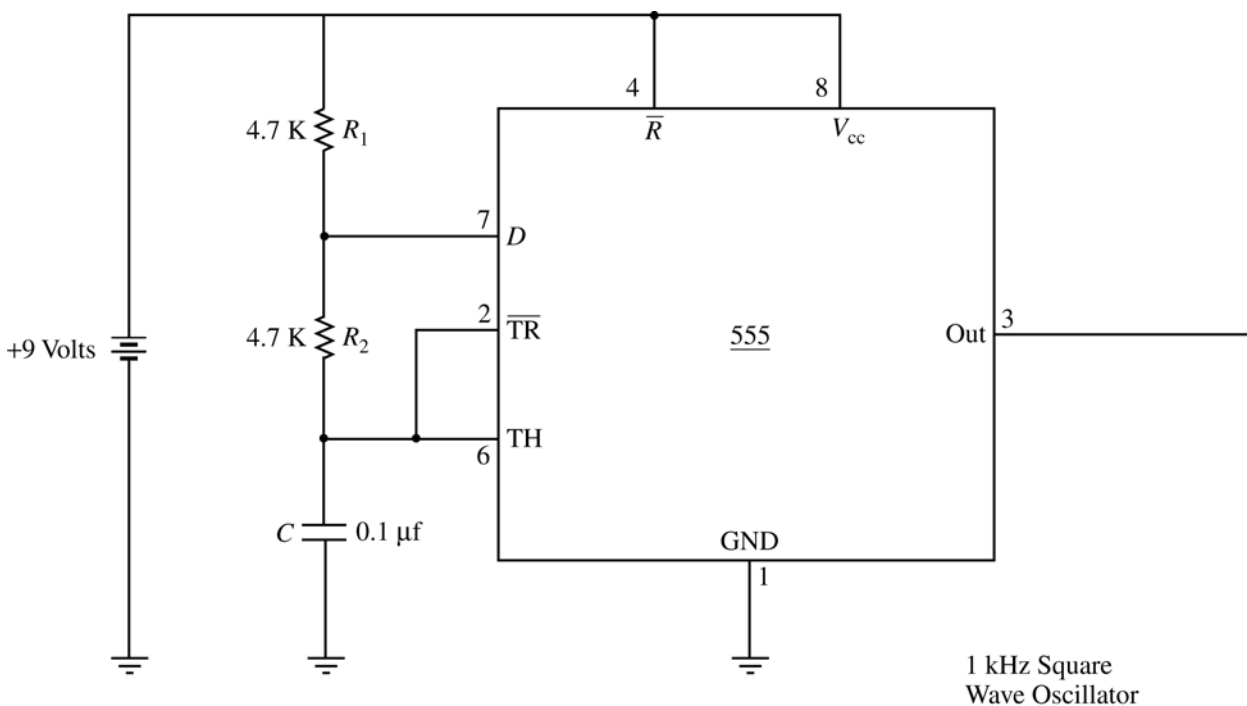 4
8
4.7 K
R1
R̅
Vcc
7
D
2
T̅R̅
4.7 K
R2
555
Out
3
+9 Volts
TH
6
C
0.1 µf
GND
1
1 kHz Square
Wave Oscillator